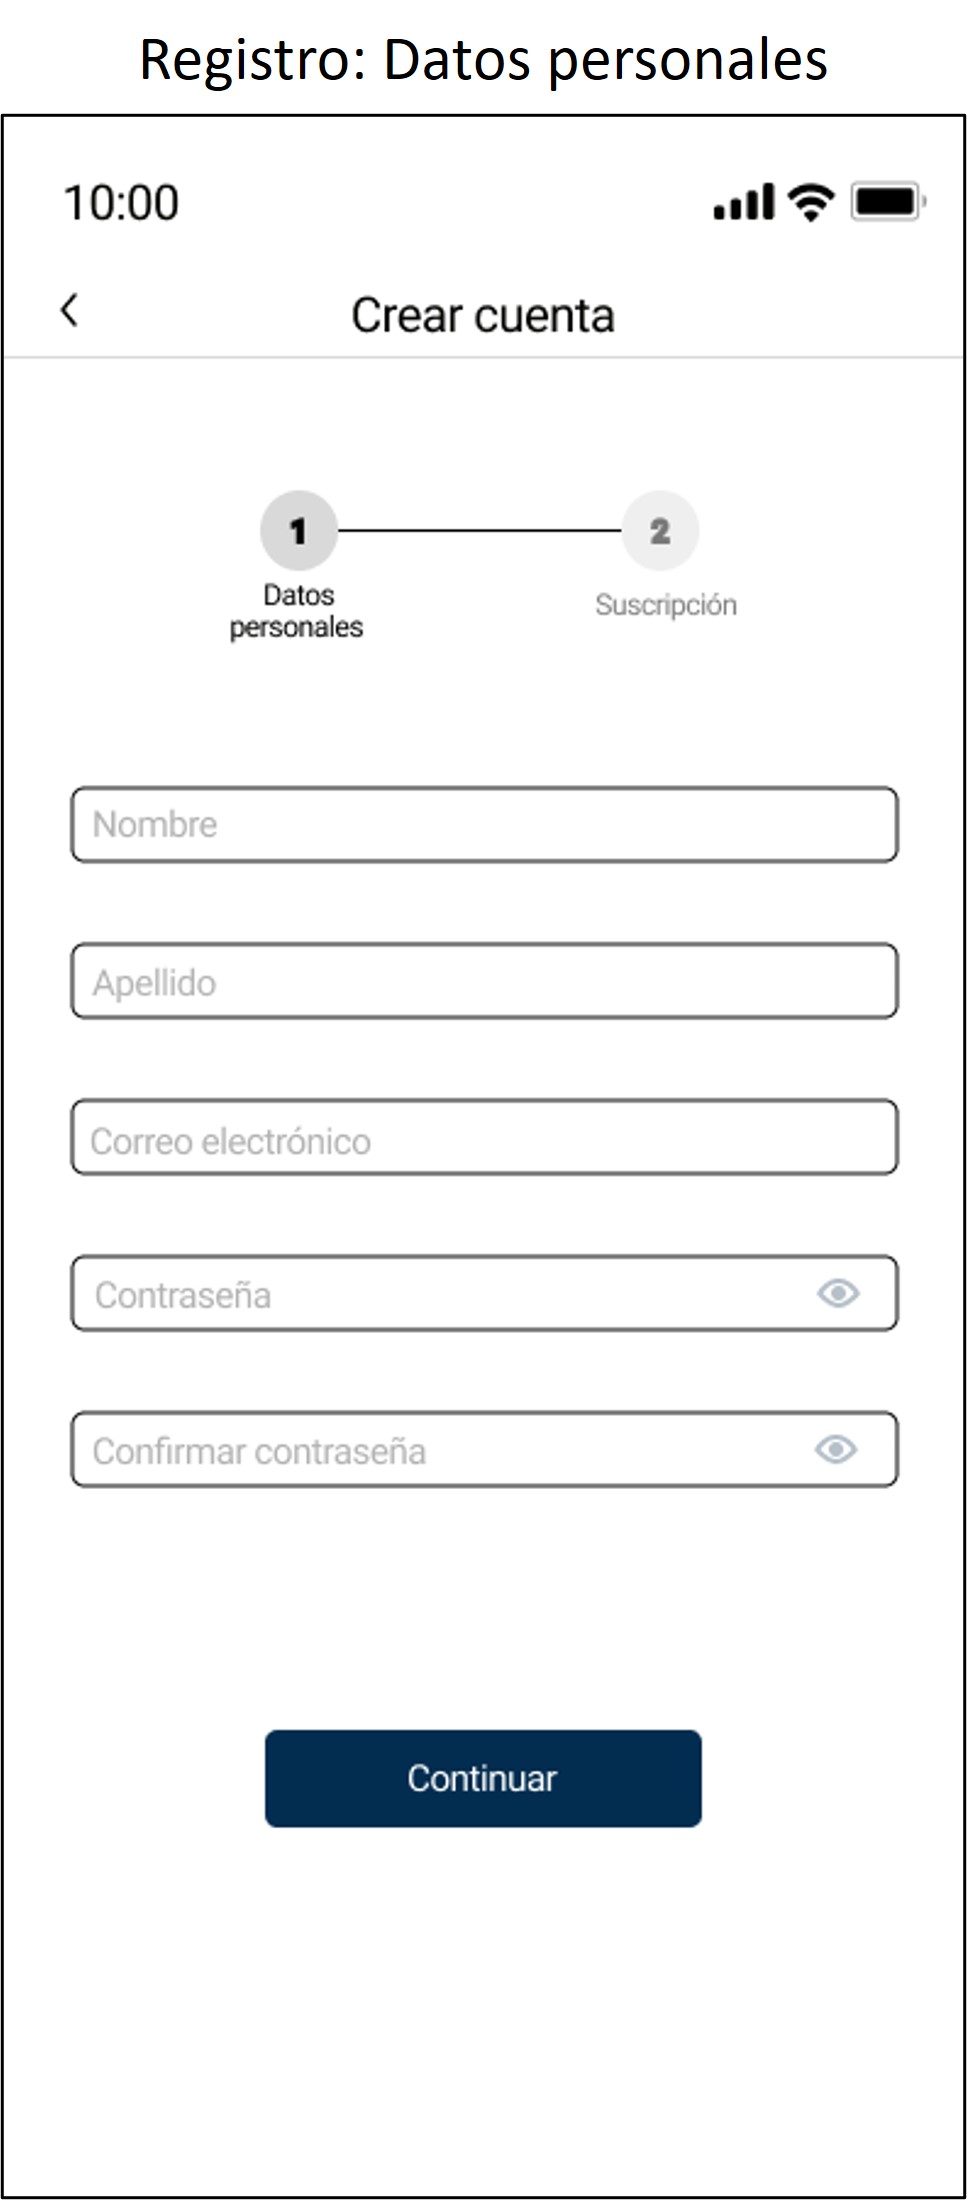 Registro: Datos personales
10:00
Crear cuenta
1
2
Datos
personales
Suscripción
Nombre
Apellido
Correo electrónico
Contraseña
Confirmar contraseña
Continuar